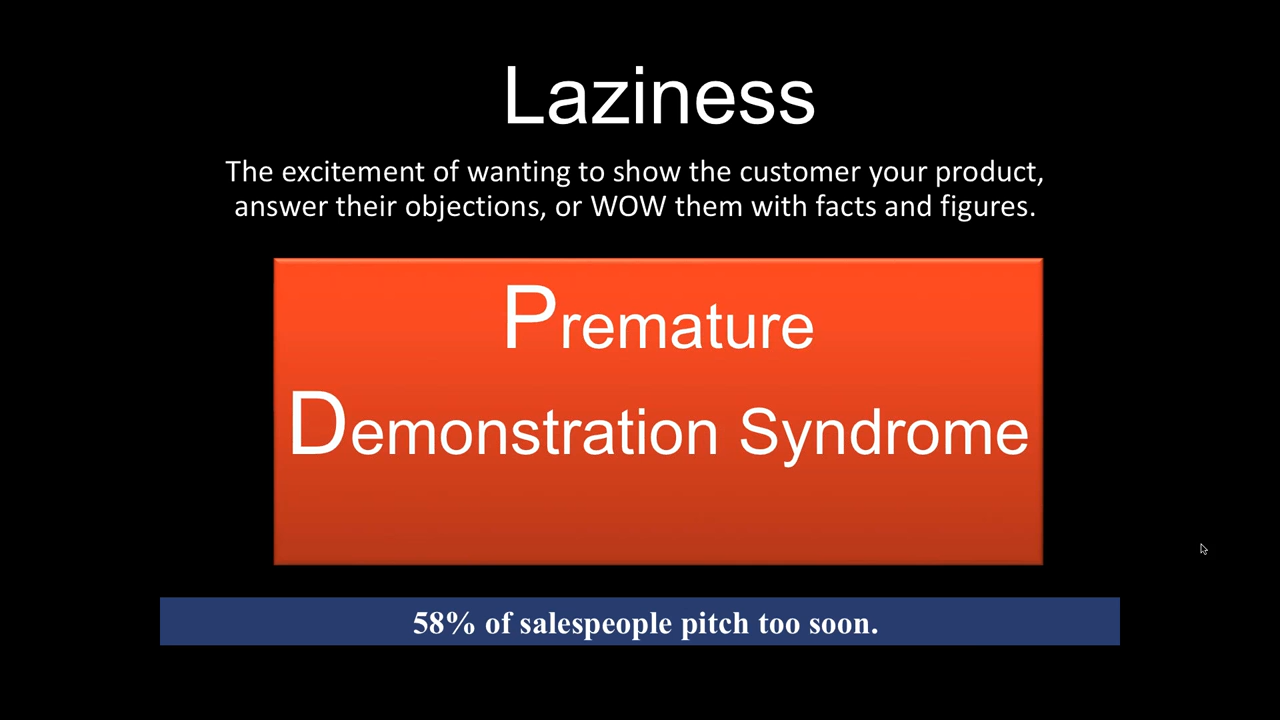 Laziness
The excitement of wanting to show the customer your product,
answer their objections, or WOW them with facts and figures.
Premature
Demonstration Syndrome
58% of salespeople pitch too soon.